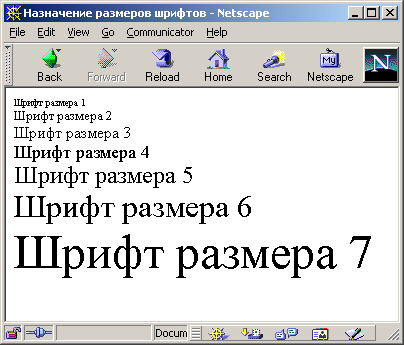 Назначение размеров шрифтов - Netscape
File Edit View Go Communicator Help
Back Forward Reload Home Search Netscape
My
N
Шрифт размера 1
Шрифт размера 2
Шрифт размера 3
Шрифт размера 4
Шрифт размера 5
Шрифт размера 6
Шрифт размера 7
Docum